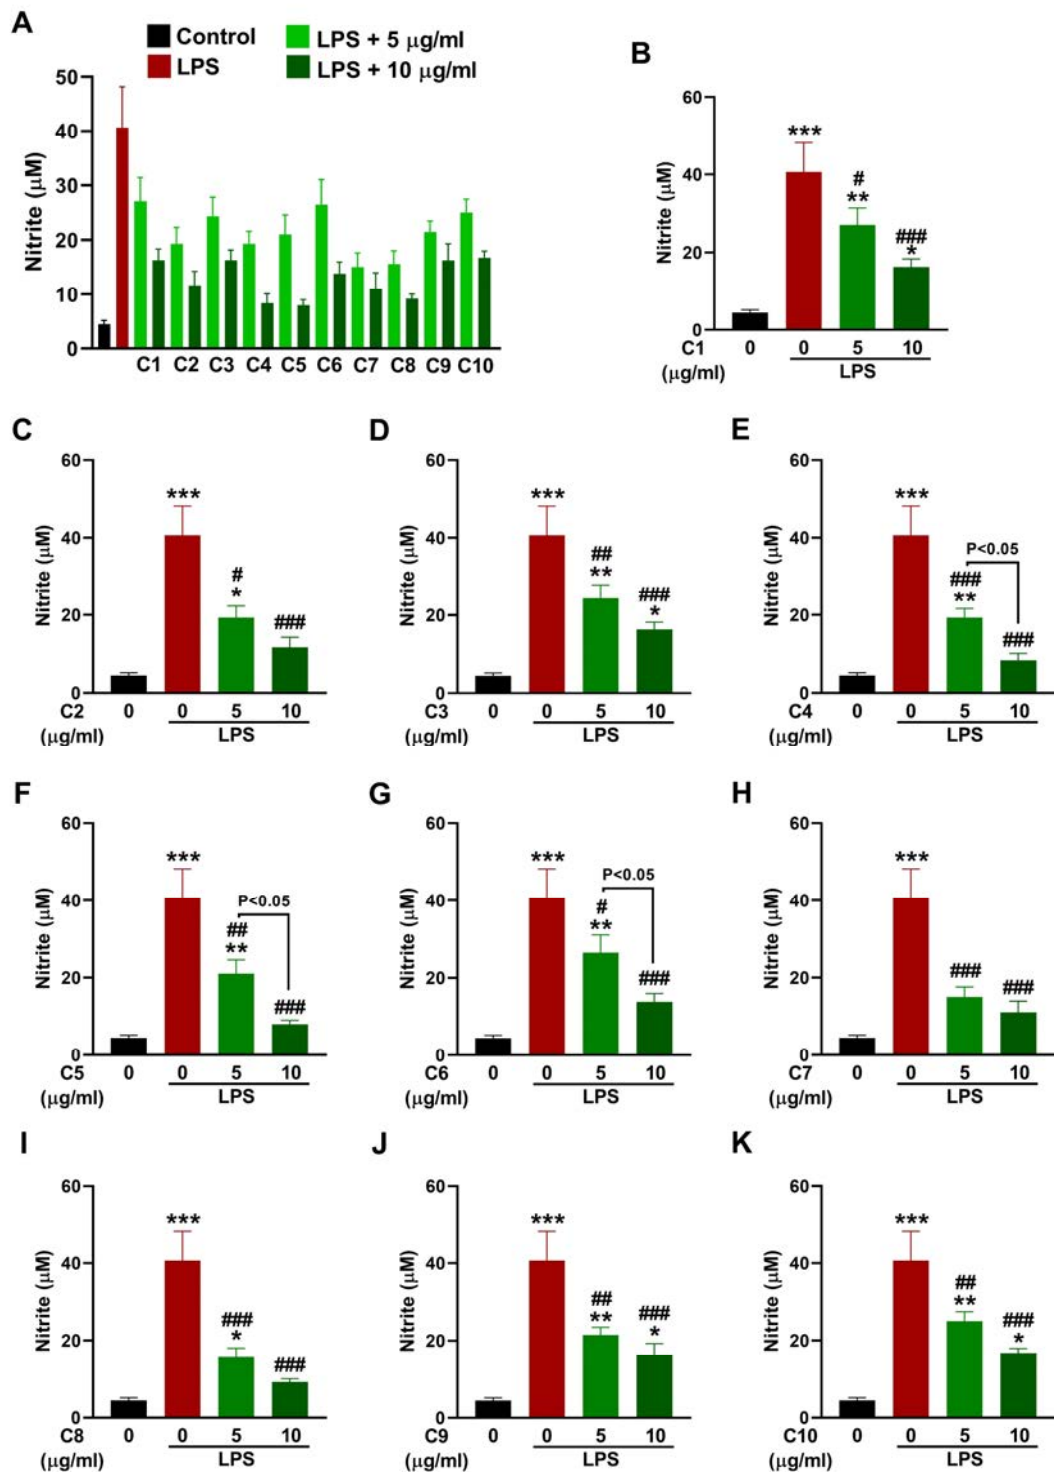 A
Control
LPS
LPS + 5 μg/ml
LPS + 10 μg/ml
Nitrite (μM)
50
40
30
20
10
0
C1 C2 C3 C4 C5 C6 C7 C8 C9 C10
B
Nitrite (μM)
60
40
20
0
***
#
**
###
*
C1 0 0 5 10
(μg/ml) LPS
C
Nitrite (μM)
60
40
20
0
***
#
*
###
C2 0 0 5 10
(μg/ml) LPS
D
Nitrite (μM)
60
40
20
0
***
##
**
###
*
C3 0 0 5 10
(μg/ml) LPS
E
Nitrite (μM)
60
40
20
0
***
P<0.05
###
**
###
C4 0 0 5 10
(μg/ml) LPS
F
Nitrite (μM)
60
40
20
0
***
P<0.05
##
**
###
C5 0 0 5 10
(μg/ml) LPS
G
Nitrite (μM)
60
40
20
0
***
P<0.05
#
**
###
C6 0 0 5 10
(μg/ml) LPS
H
Nitrite (μM)
60
40
20
0
***
###
###
C7 0 0 5 10
(μg/ml) LPS
I
Nitrite (μM)
60
40
20
0
***
###
*
###
C8 0 0 5 10
(μg/ml) LPS
J
Nitrite (μM)
60
40
20
0
***
##
**
###
*
C9 0 0 5 10
(μg/ml) LPS
K
Nitrite (μM)
60
40
20
0
***
##
**
###
*
C10 0 0 5 10
(μg/ml) LPS